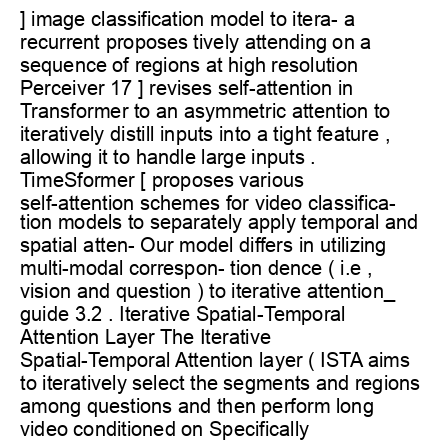 ] image classification model to itera- a
recurrent proposes tively attending on a
sequence of regions at high resolution
Perceiver 17 ] revises self-attention in
Transformer to an asymmetric attention to
iteratively distill inputs into a tight feature ,
allowing it to handle large inputs .
TimeSformer [ proposes various
self-attention schemes for video classifica-
tion models to separately apply temporal and
spatial atten- Our model differs in utilizing
multi-modal correspon- tion dence ( i.e ,
vision and question ) to iterative attention_
guide 3.2 . Iterative Spatial-Temporal
Attention Layer The Iterative
Spatial-Temporal Attention layer ( ISTA aims
to iteratively select the segments and regions
among questions and then perform long
video conditioned on Specifically